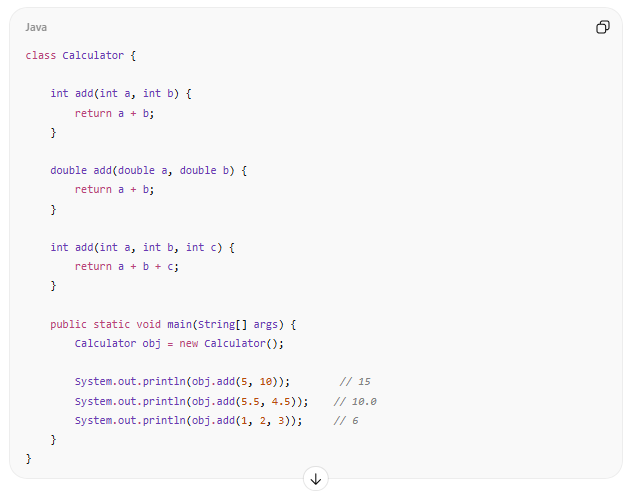 Java
class Calculator {
    int add(int a, int b) {
        return a + b;
    }
    double add(double a, double b) {
        return a + b;
    }
    int add(int a, int b, int c) {
        return a + b + c;
    }
    public static void main(String[] args) {
        Calculator obj = new Calculator();
        System.out.println(obj.add(5, 10));        // 15
        System.out.println(obj.add(5.5, 4.5));    // 10.0
        System.out.println(obj.add(1, 2, 3));     // 6
    }
}